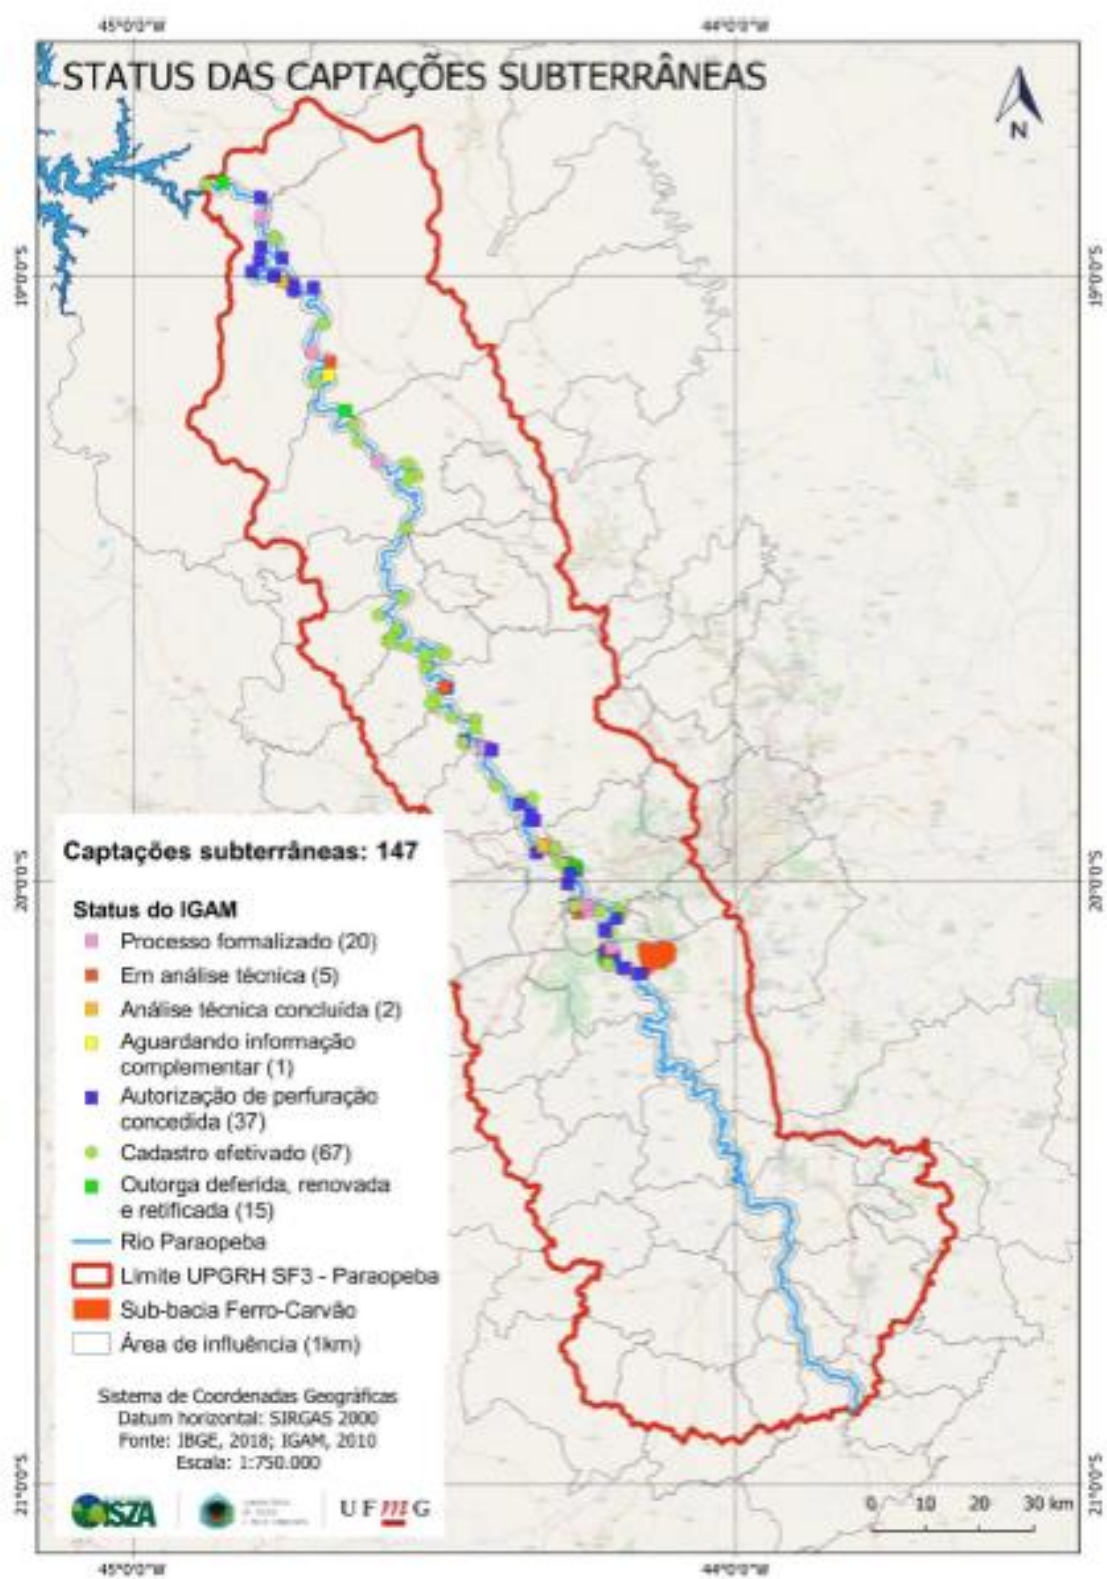 45°0'0"W 44°0'0"W
STATUS DAS CAPTAÇÕES SUBTERRÂNEAS
N
19°0'0"S 19°0'0"S
Captações subterrâneas: 147
20°0'0"S 20°0'0"S
Status do IGAM
Processo formalizado (20)
Em análise técnica (5)
Análise técnica concluída (2)
Aguardando informação
complementar (1)
Autorização de perfuração
concedida (37)
Cadastro efetivado (67)
Outorga deferida, renovada
e retificada (15)
Rio Paraopeba
Limite UPGRH SF3 - Paraopeba
Sub-bacia Ferro-Carvão
Área de influência (1km)
Sistema de Coordenadas Geográficas
Datum horizontal: SIRGAS 2000
Fonte: IBGE, 2018; IGAM, 2010
Escala: 1:750.000
21°0'0"S 21°0'0"S
ISZA
UFmG
0 10 20 30 km
45°0'0"W 44°0'0"W